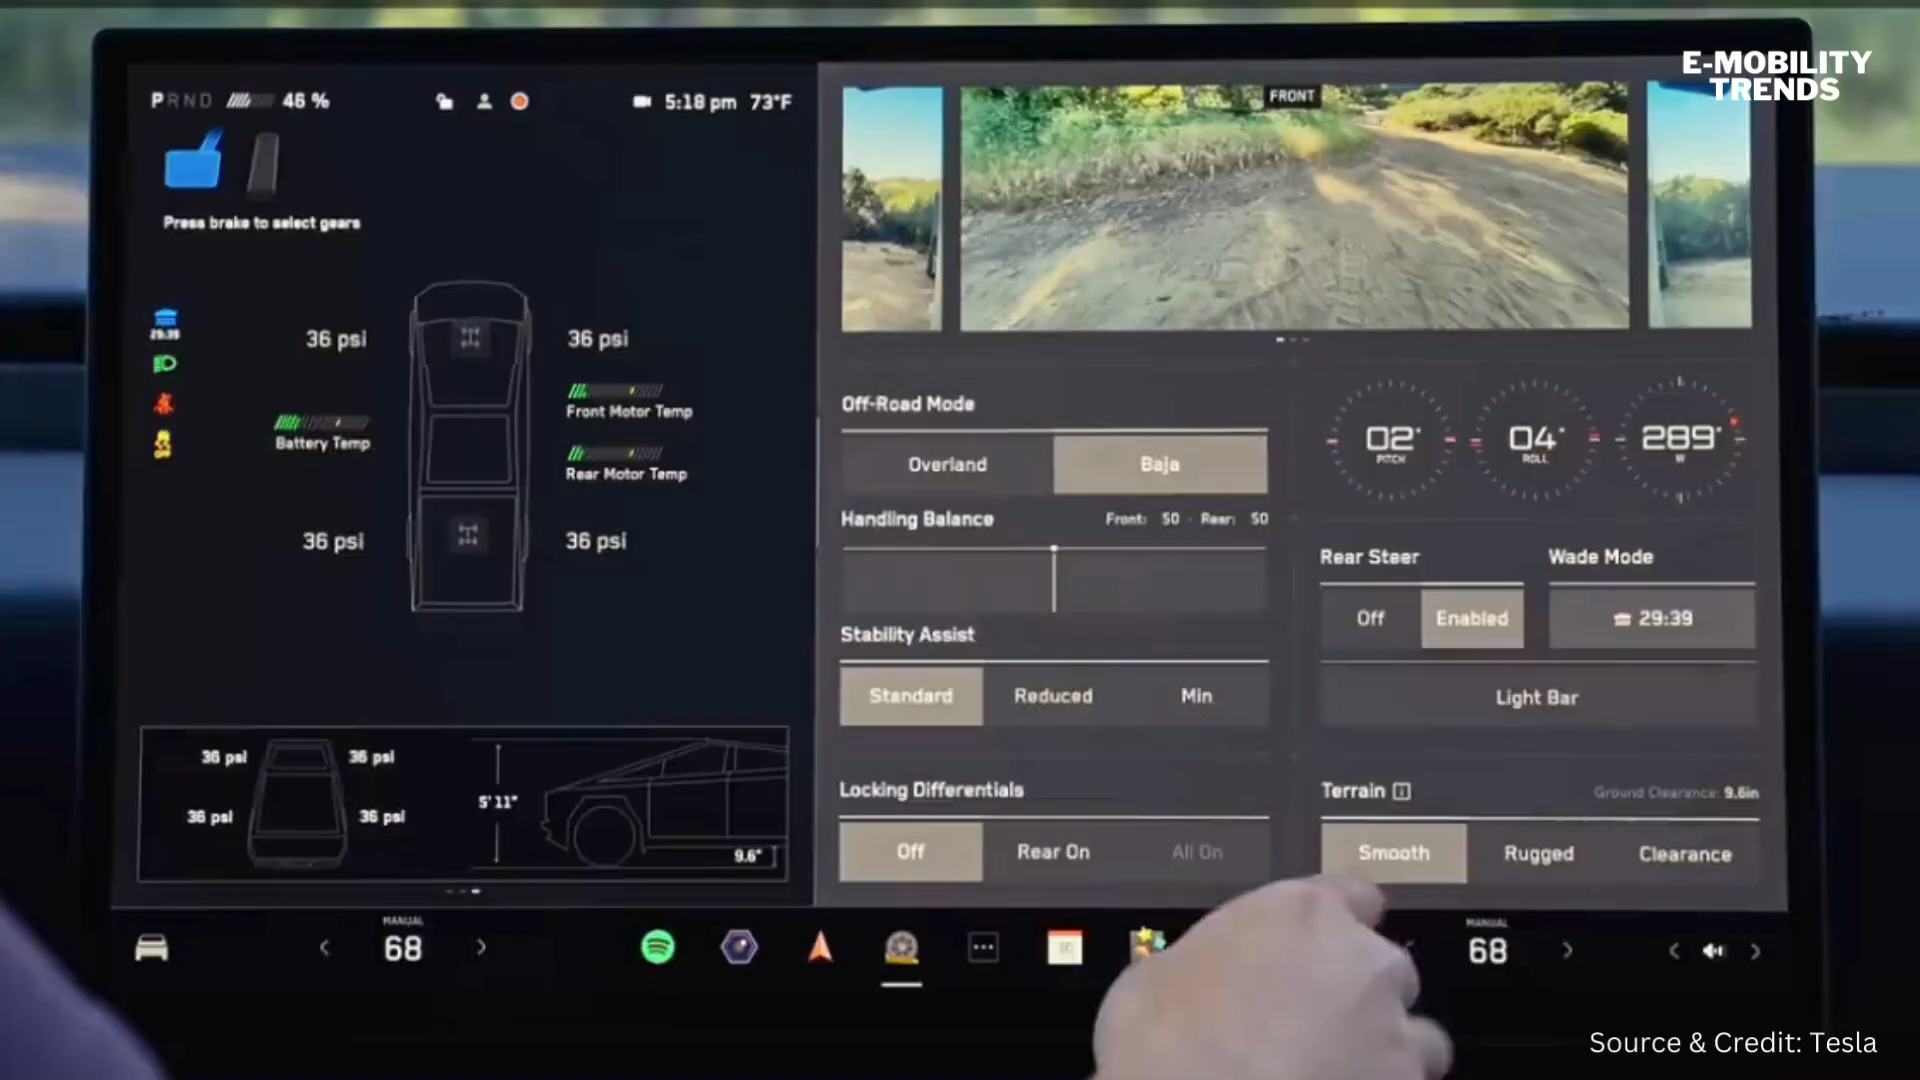 E-MOBILITY
TRENDS
PRND 46 %
5:18 pm 73°F
Press brake to select gears
29:39
36 psi
36 psi
Front Motor Temp
Battery Temp
Rear Motor Temp
36 psi
36 psi
OFF
36 psi
36 psi
36 psi
36 psi
5' 11"
9.6"
FRONT
Off-Road Mode
Overland
Baja
Handling Balance
Front: 50 · Rear: 50
Stability Assist
Standard
Reduced
Min
Locking Differentials
Off
Rear On
All On
02°
PITCH
04°
ROLL
289°
W
Rear Steer
Off
Enabled
Wade Mode
29:39
Light Bar
Terrain
Ground Clearance: 9.6in
Smooth
Rugged
Clearance
MANUAL
68
MANUAL
68
Source & Credit: Tesla